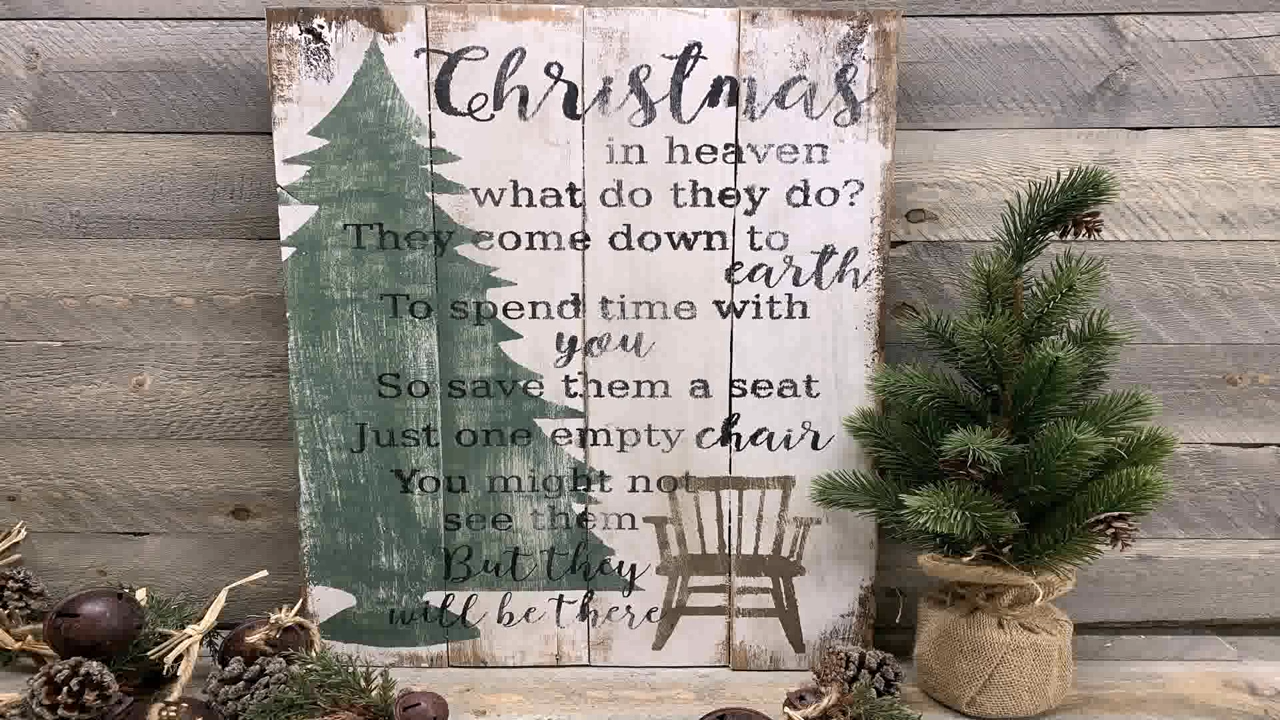 Christmas
in heaven
what do they do?
They come down to
earth
To spend time with
you
So save them a seat
Just one empty chair
You might not
see them
But they
will be there